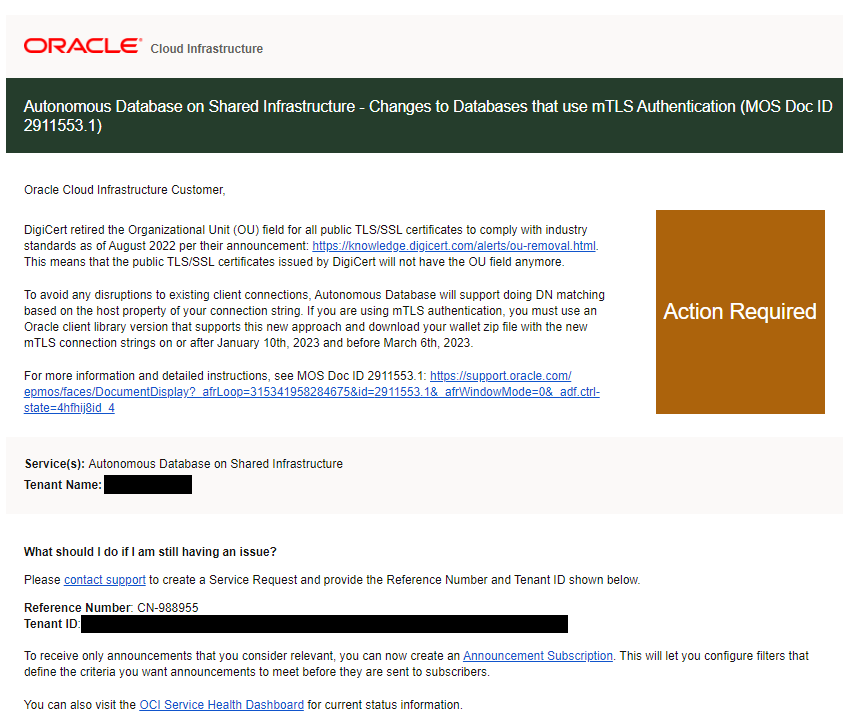 ORACLE Cloud Infrastructure
Autonomous Database on Shared Infrastructure - Changes to Databases that use mTLS Authentication (MOS Doc ID
2911553.1)
Oracle Cloud Infrastructure Customer,
DigiCert retired the Organizational Unit (OU) field for all public TLS/SSL certificates to comply with industry
standards as of August 2022 per their announcement: https://knowledge.digicert.com/alerts/ou-removal.html.
This means that the public TLS/SSL certificates issued by DigiCert will not have the OU field anymore.
To avoid any disruptions to existing client connections, Autonomous Database will support doing DN matching
based on the host property of your connection string. If you are using mTLS authentication, you must use an
Oracle client library version that supports this new approach and download your wallet zip file with the new
mTLS connection strings on or after January 10th, 2023 and before March 6th, 2023.
For more information and detailed instructions, see MOS Doc ID 2911553.1: https://support.oracle.com/
epmos/faces/DocumentDisplay?_afrLoop=315341958284675&id=2911553.1&_afrWindowMode=0&_adf.ctrl-
state=4hfhij8id_4
Action Required
Service(s): Autonomous Database on Shared Infrastructure
Tenant Name:
What should I do if I am still having an issue?
Please contact support to create a Service Request and provide the Reference Number and Tenant ID shown below.
Reference Number: CN-988955
Tenant ID:
To receive only announcements that you consider relevant, you can now create an Announcement Subscription. This will let you configure filters that
define the criteria you want announcements to meet before they are sent to subscribers.
You can also visit the OCI Service Health Dashboard for current status information.